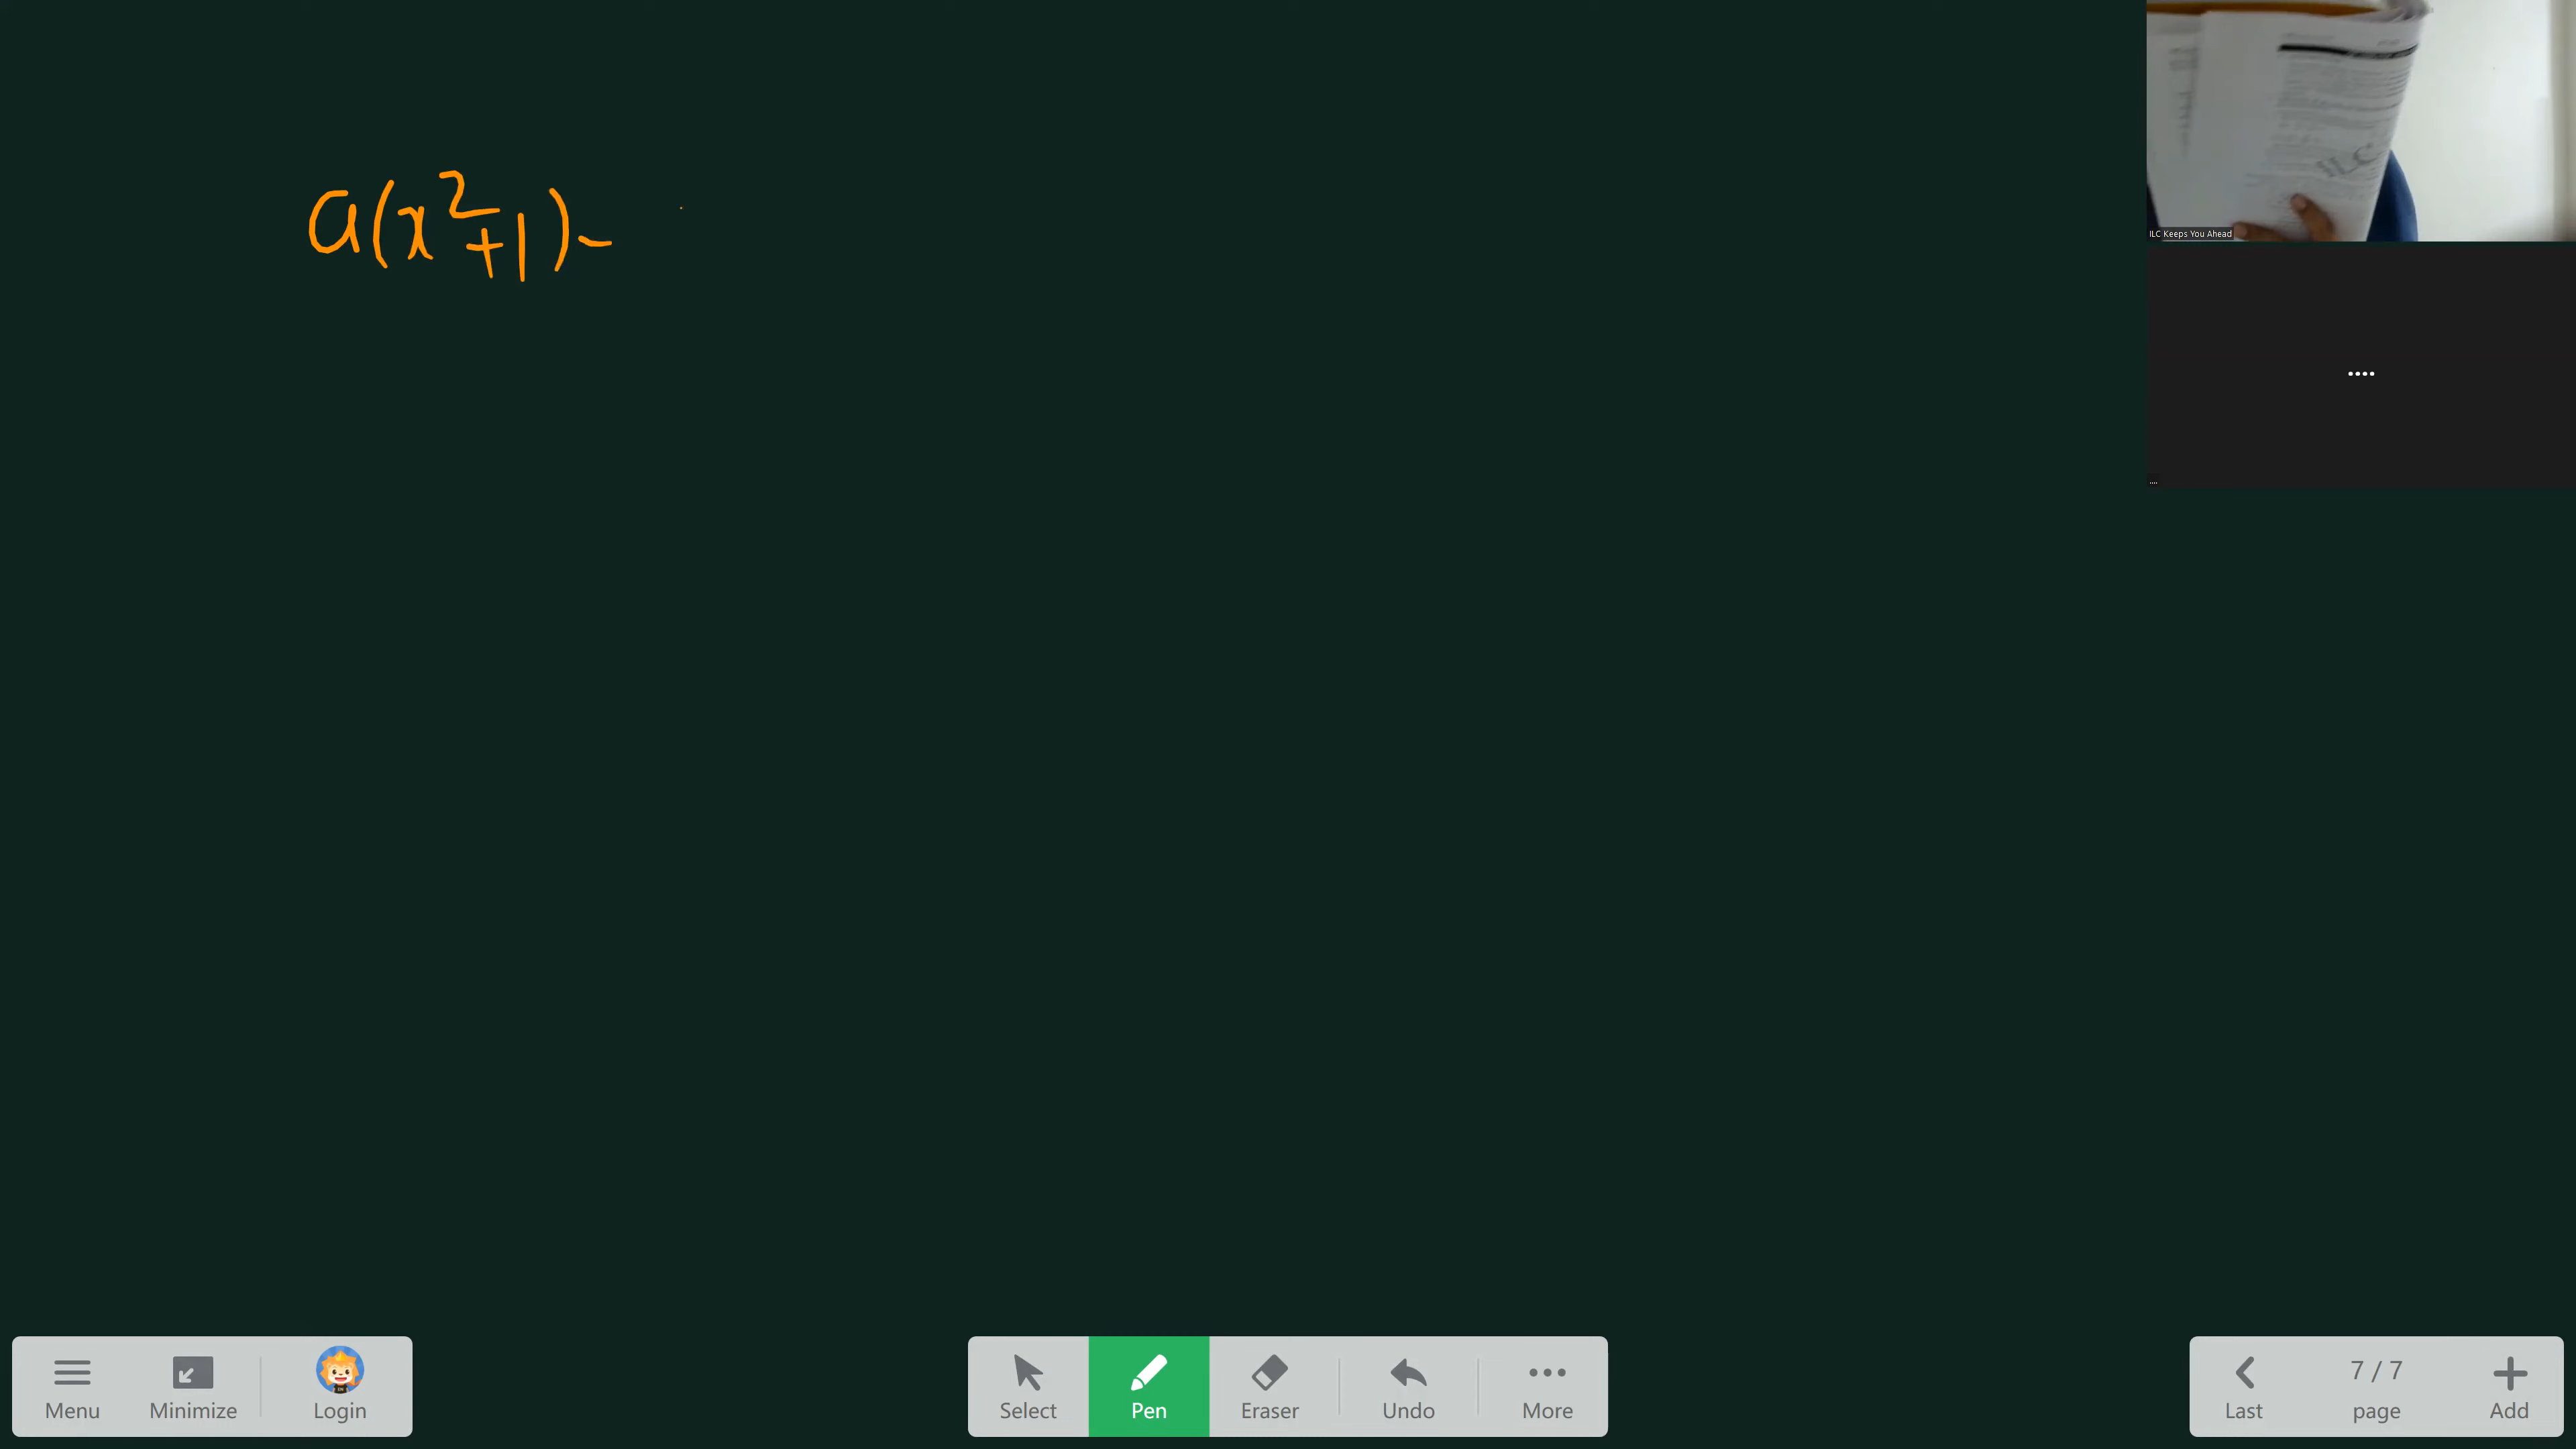 a(x²+1)-
ILC Keeps You Ahead
....
....
Menu Minimize Login Select Pen Eraser Undo More Last 7 / 7 page Add